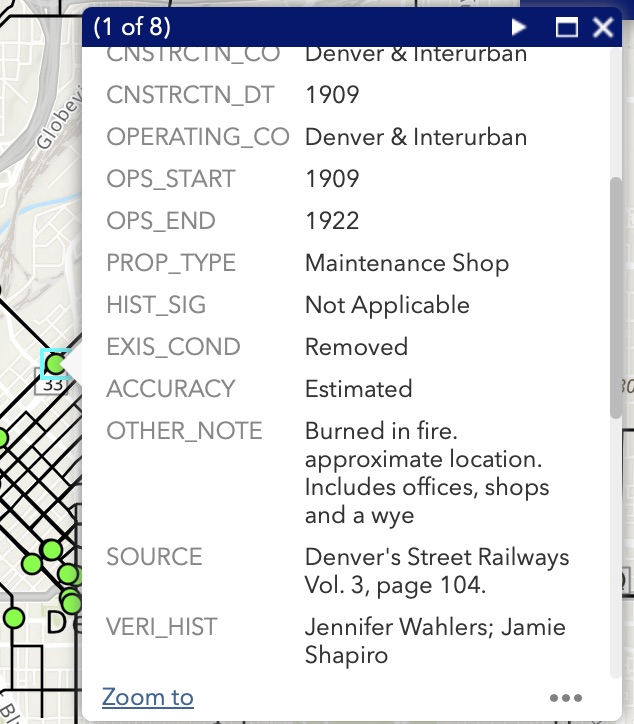 (1 of 8)
CNSTRCTN_CO Denver & Interurban
CNSTRCTN_DT 1909
OPERATING_CO Denver & Interurban
OPS_START 1909
OPS_END 1922
PROP_TYPE Maintenance Shop
HIST_SIG Not Applicable
EXIS_COND Removed
ACCURACY Estimated
OTHER_NOTE Burned in fire.
approximate location.
Includes offices, shops
and a wye
SOURCE Denver's Street Railways
Vol. 3, page 104.
VERI_HIST Jennifer Wahlers; Jamie
Shapiro
Zoom to
Globevi
33
De
Bl